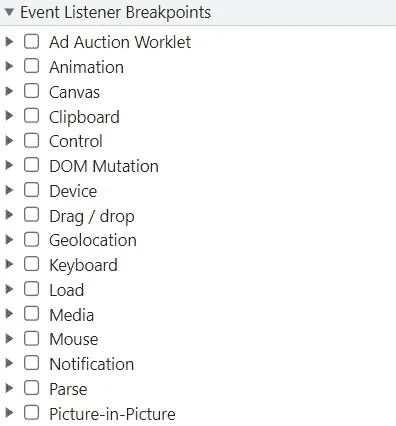 Event Listener Breakpoints
Ad Auction Worklet
Animation
Canvas
Clipboard
Control
DOM Mutation
Device
Drag / drop
Geolocation
Keyboard
Load
Media
Mouse
Notification
Parse
Picture-in-Picture